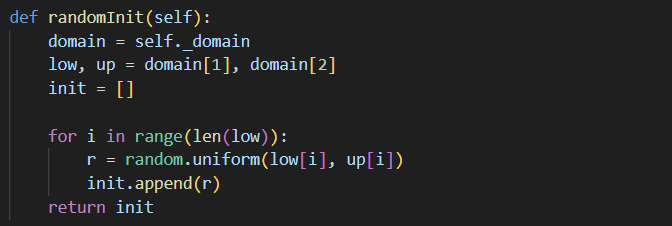 def randomInit(self):
    domain = self._domain
    low, up = domain[1], domain[2]
    init = []

    for i in range(len(low)):
        r = random.uniform(low[i], up[i])
        init.append(r)
    return init